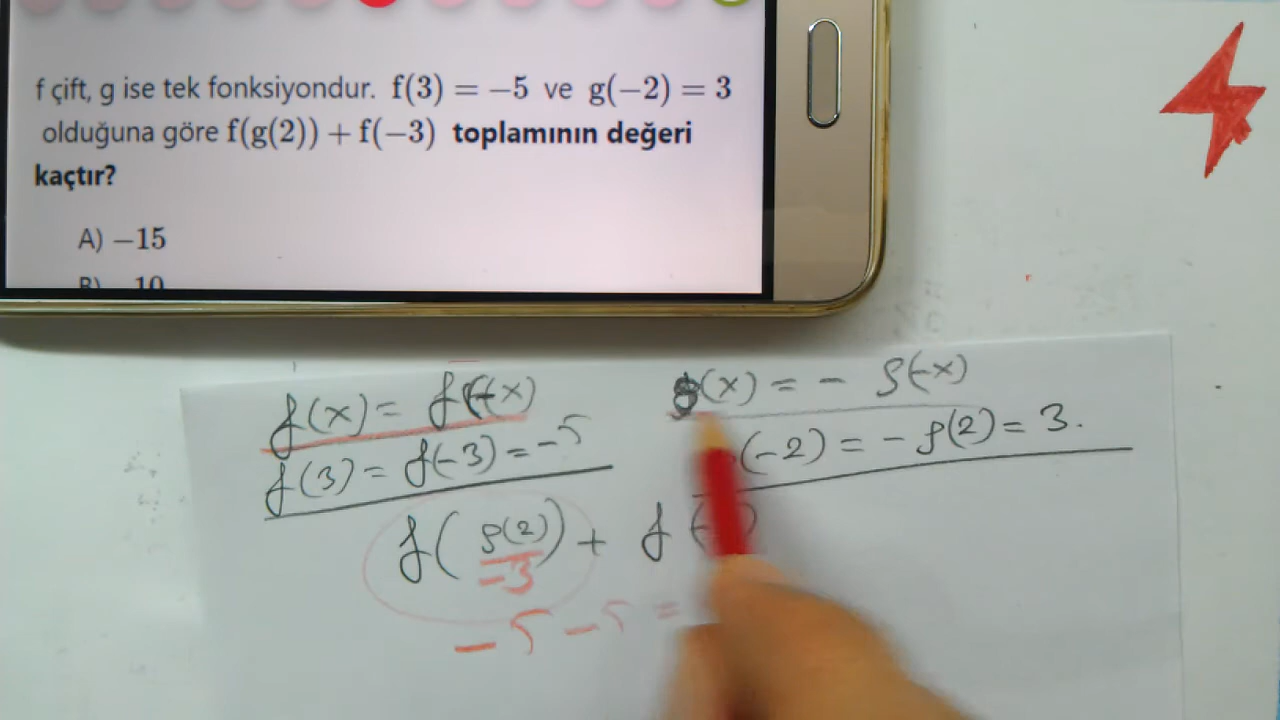 f çift, g ise tek fonksiyondur. f(3) = −5 ve g(−2) = 3
olduğuna göre f(g(2)) + f(−3) toplamının değeri
kaçtır?
A) −15
f(x) = f(-x)
g(x) = - g(-x)
f(3) = f(-3) = -5
(-2) = - g(2) = 3.
f( g(2) ) + f
-3
-5 -5 =